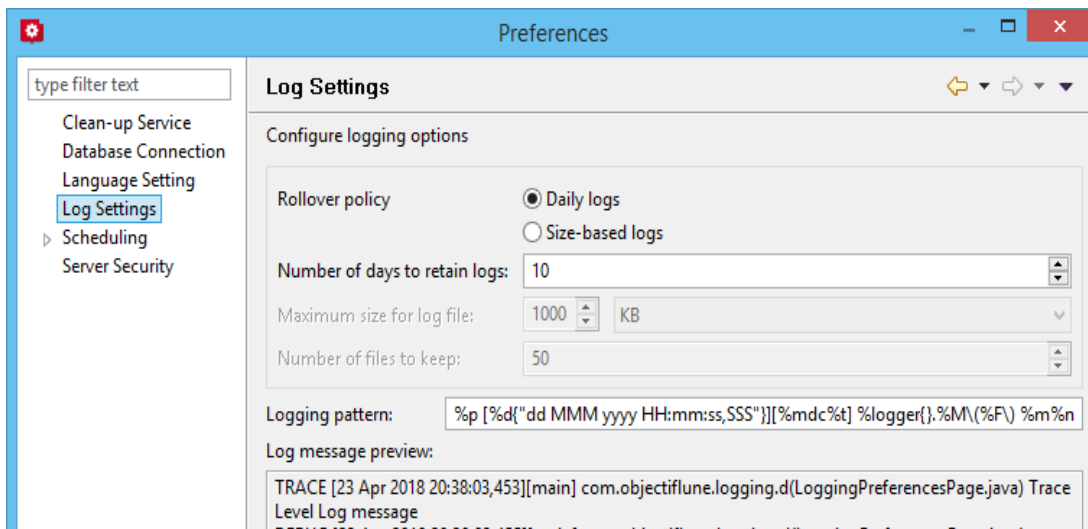 Preferences
type filter text
Clean-up Service
Database Connection
Language Setting
Log Settings
Scheduling
Server Security
Log Settings
Configure logging options
Rollover policy
Daily logs
Size-based logs
Number of days to retain logs: 10
Maximum size for log file: 1000 KB
Number of files to keep: 50
Logging pattern: %p [%d{"dd MMM yyyy HH:mm:ss,SSS"}][%mdc%t] %logger{}.%M\(%F\) %m%n
Log message preview:
TRACE [23 Apr 2018 20:38:03,453][main] com.objectiflune.logging.d(LoggingPreferencesPage.java) Trace
Level Log message